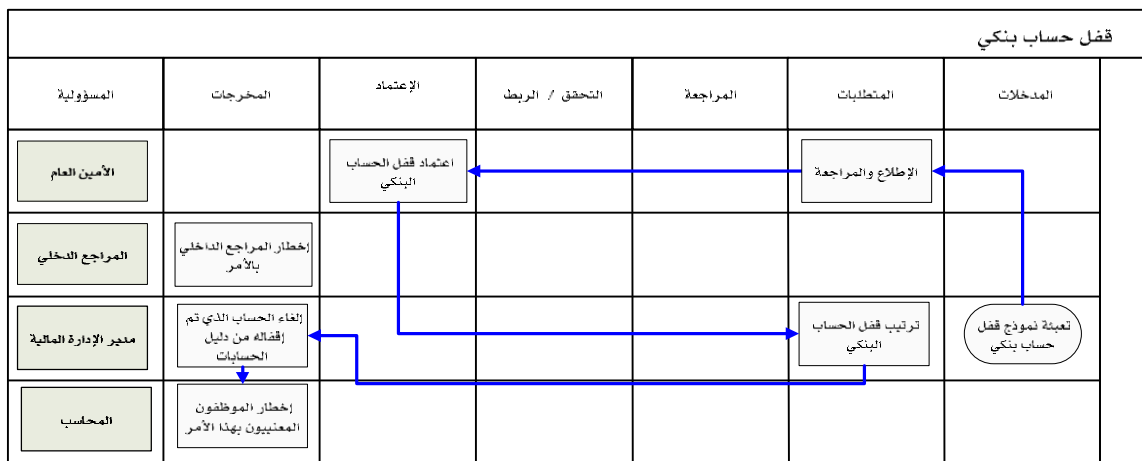 قفل حساب بنكي
المدخلات
المتطلبات
المراجعة
التحقق / الربط
الإعتماد
المخرجات
المسؤولية
الإطلاع والمراجعة
اعتماد قفل الحساب
البنكي
الأمين العام
إخطار المراجع الداخلي
بالأمر
المراجع الدخلي
تعبئة نموذج قفل
حساب بنكي
ترتيب قفل الحساب
البنكي
إلغاء الحساب الذي تم
إقفاله من دليل
الحسابات
مدير الإدارة المالية
إخطار الموظفون
المعنييون بهذا الأمر
المحاسب